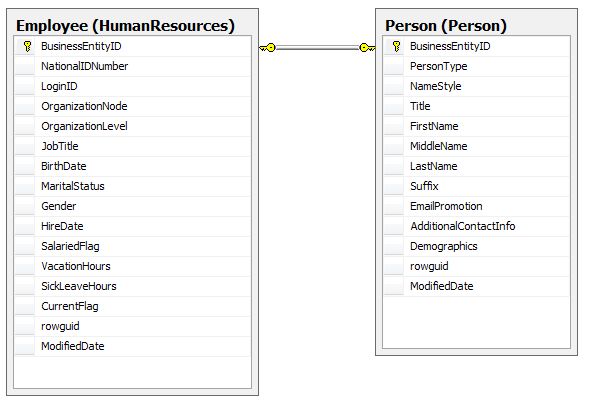 Employee (HumanResources)
BusinessEntityID
NationalIDNumber
LoginID
OrganizationNode
OrganizationLevel
JobTitle
BirthDate
MaritalStatus
Gender
HireDate
SalariedFlag
VacationHours
SickLeaveHours
CurrentFlag
rowguid
ModifiedDate
Person (Person)
BusinessEntityID
PersonType
NameStyle
Title
FirstName
MiddleName
LastName
Suffix
EmailPromotion
AdditionalContactInfo
Demographics
rowguid
ModifiedDate